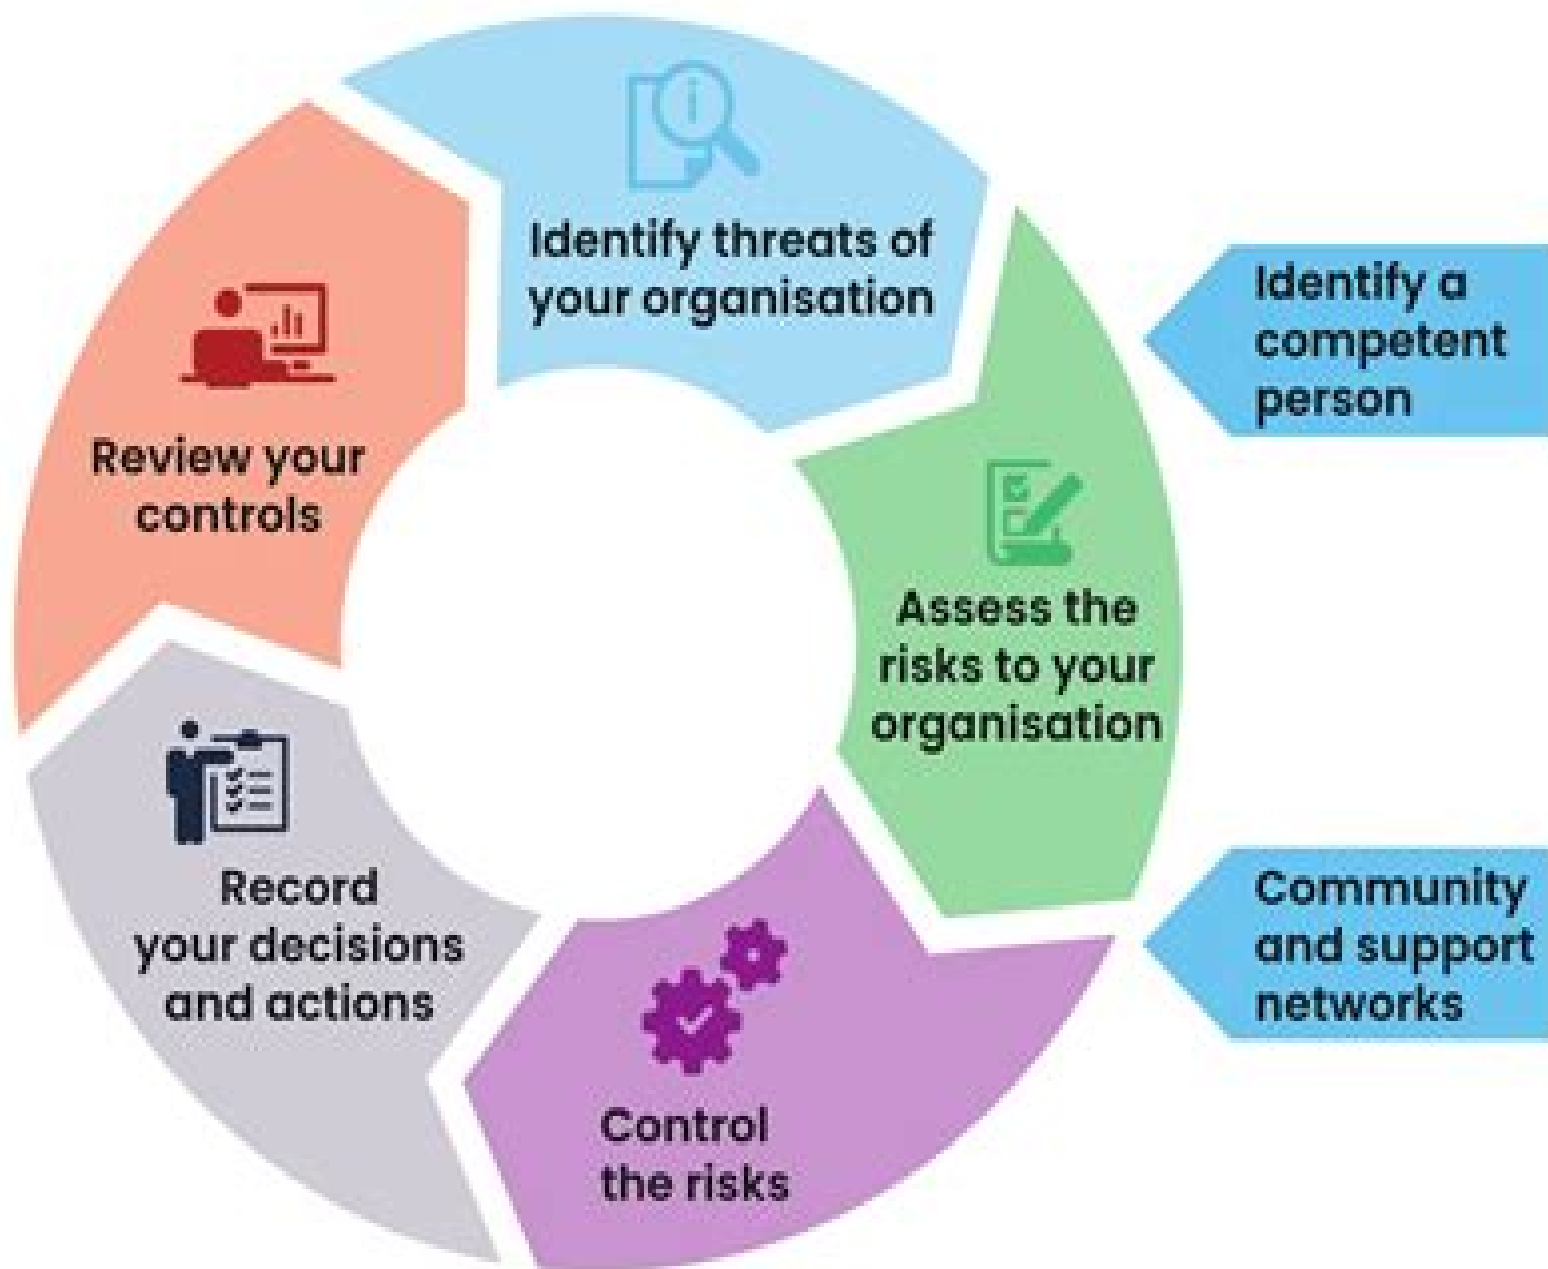 Identify threats of
your organisation
Identify a
competent
person
Assess the
risks to your
organisation
Community
and support
networks
Control
the risks
Record
your decisions
and actions
Review your
controls